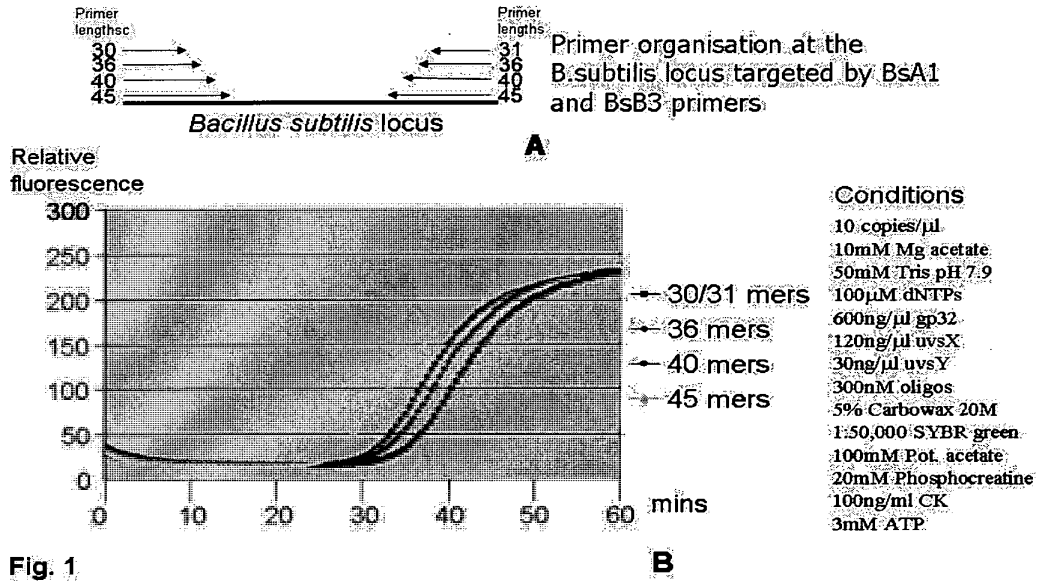 Primer
lengthsc
30
36
40
45
Primer
lengths
31
36
40
45
Bacillus subtilis locus
Primer organisation at the
B.subtilis locus targeted by BsA1
and BsB3 primers
A
Relative
fluorescence
300
250
200
150
100
50
0
0
10
20
30
40
50
60
mins
30/31 mers
36 mers
40 mers
45 mers
Conditions
10 copies/µl
10mM Mg acetate
50mM Tris pH 7.9
100µM dNTPs
600ng/µl gp32
120ng/µl uvsX
30ng/µl uvsY
300nM oligos
5% Carbowax 20M
1:50,000 SYBR green
100mM Pot. acetate
20mM Phosphocreatine
100ng/ml CK
3mM ATP
B
Fig. 1